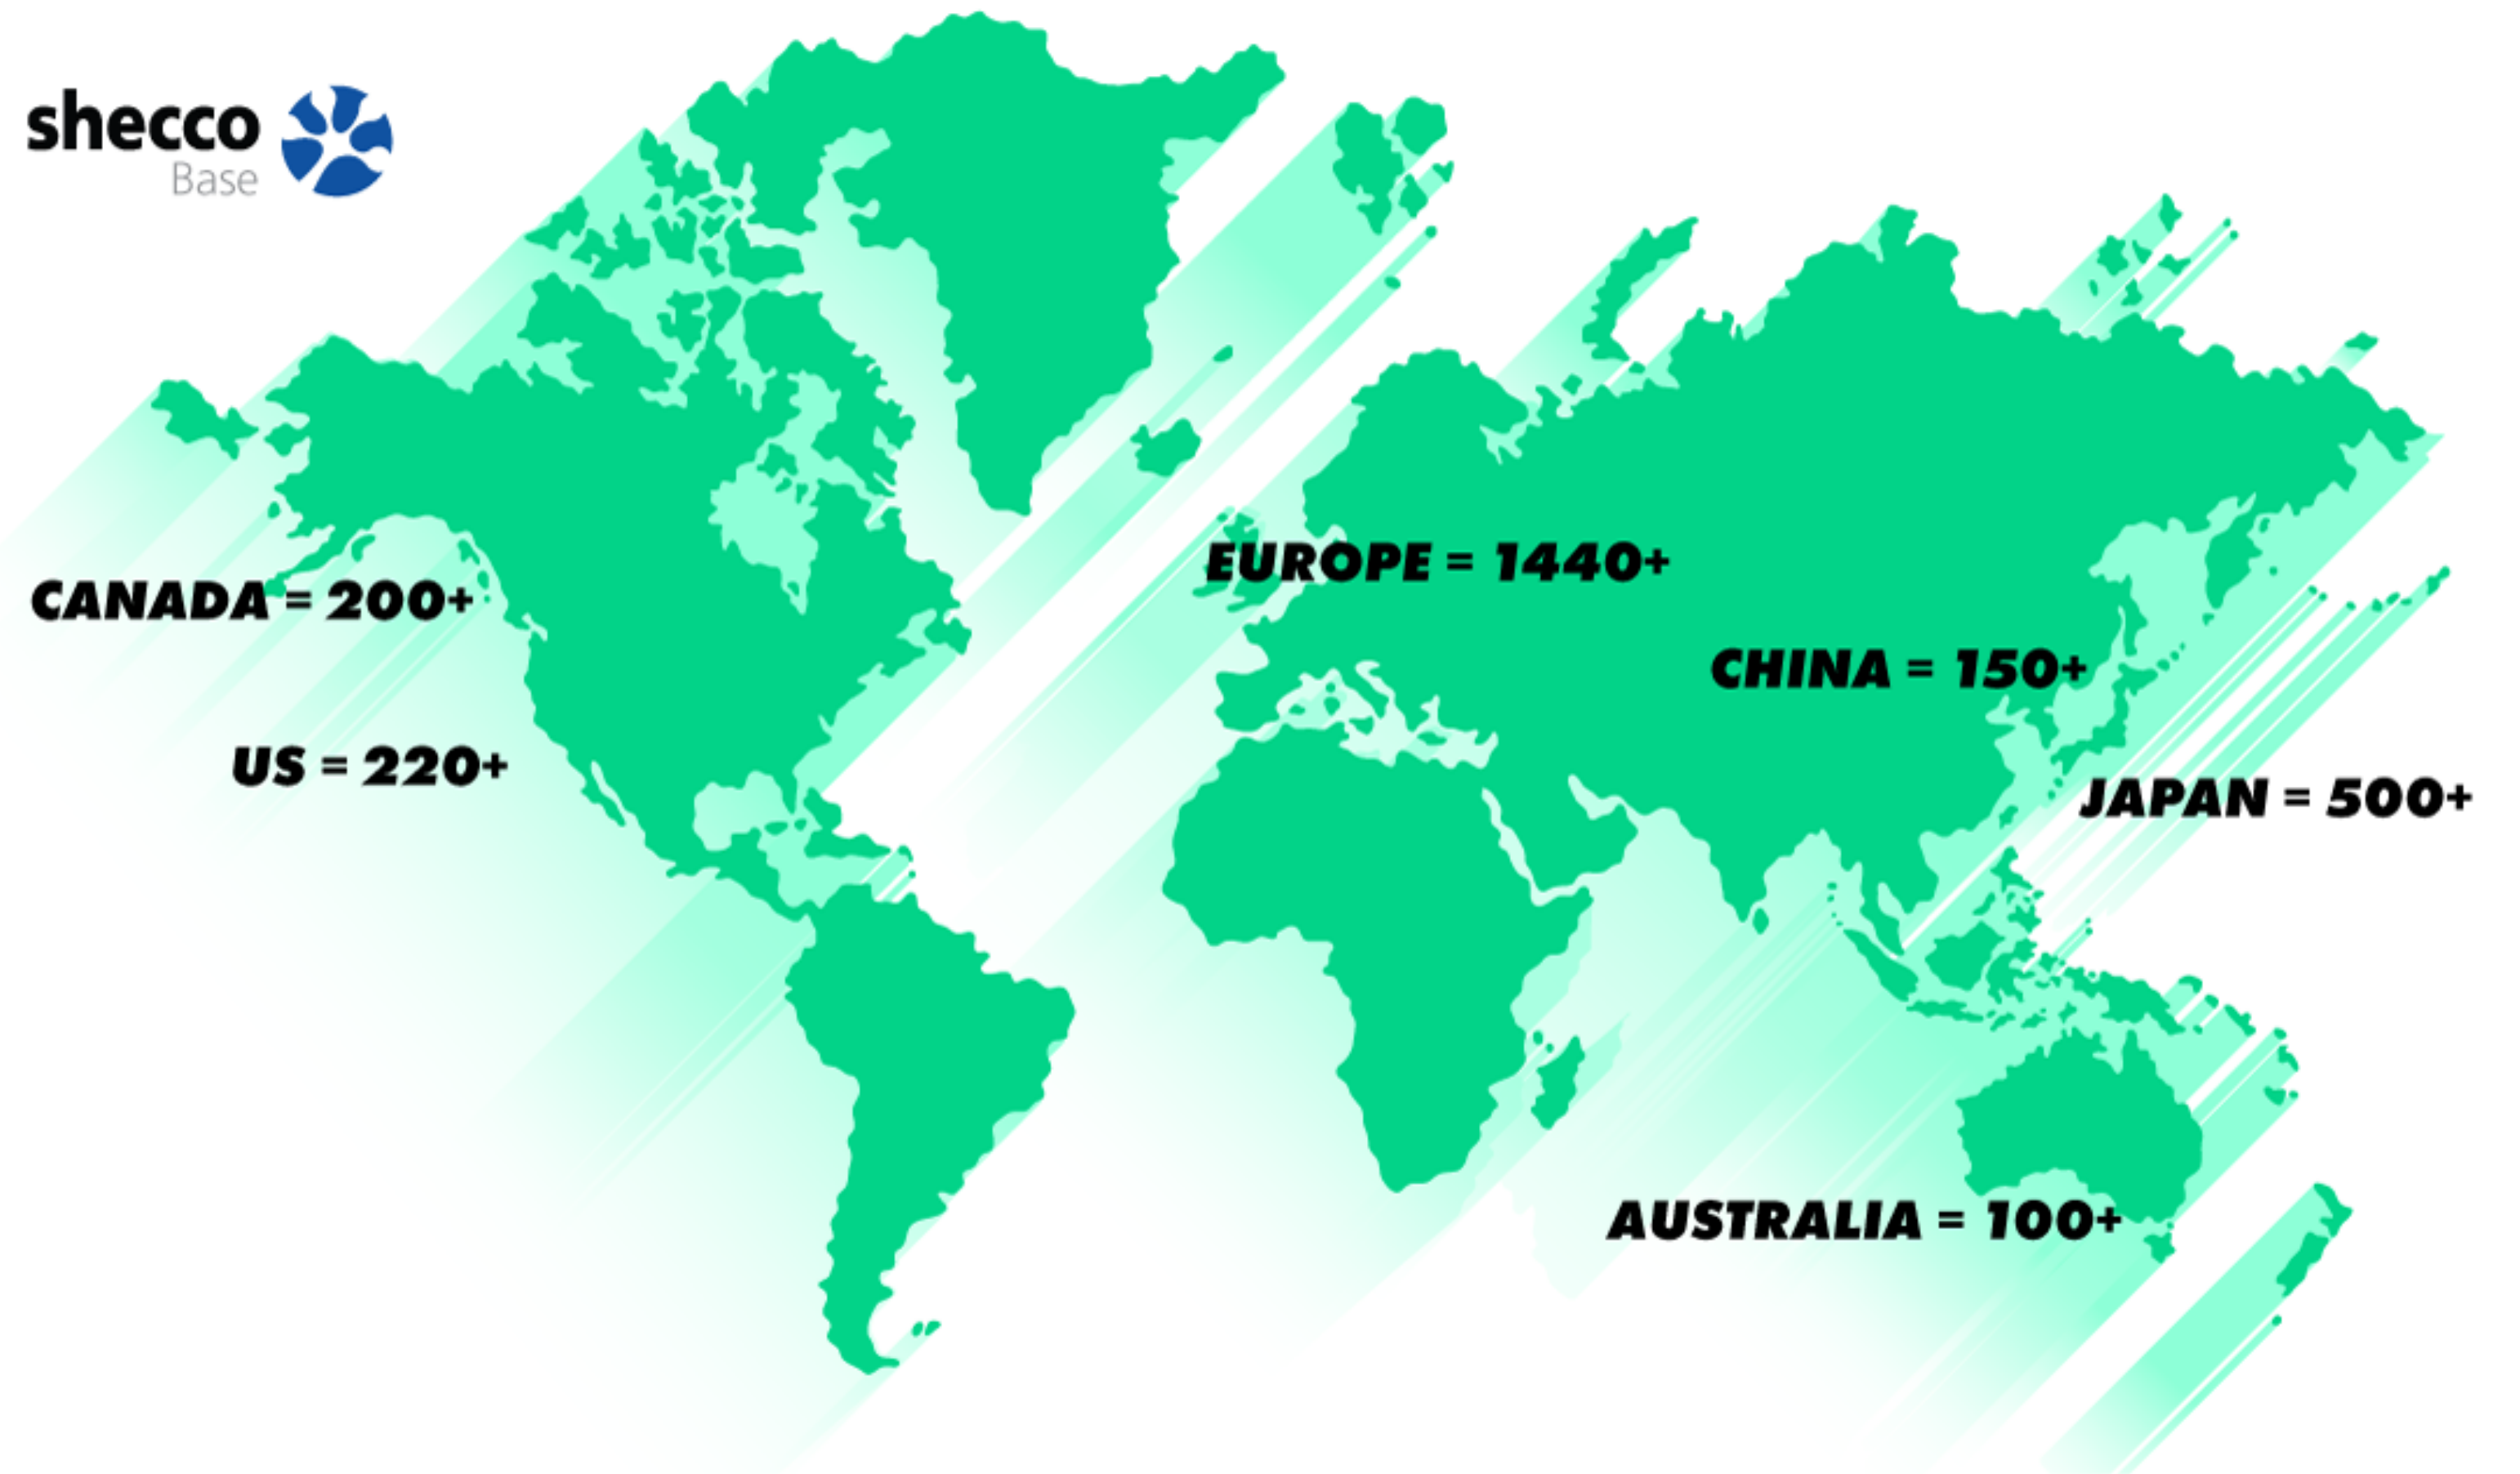 shecco
Base
EUROPE = 1440+
CANADA = 200+
CHINA = 150+
US = 220+
JAPAN = 500+
AUSTRALIA = 100+